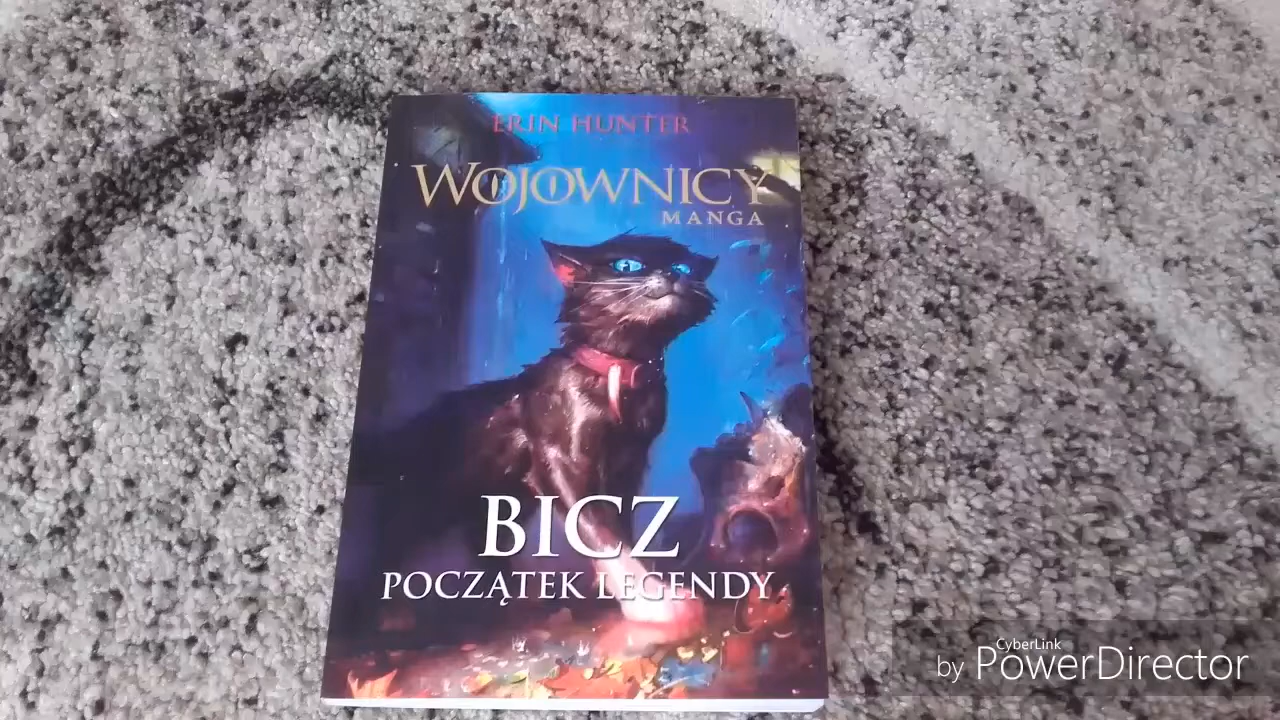 ERIN HUNTER
WOJOWNICY
MANGA
BICZ
POCZĄTEK LEGENDY
CyberLink
by PowerDirector